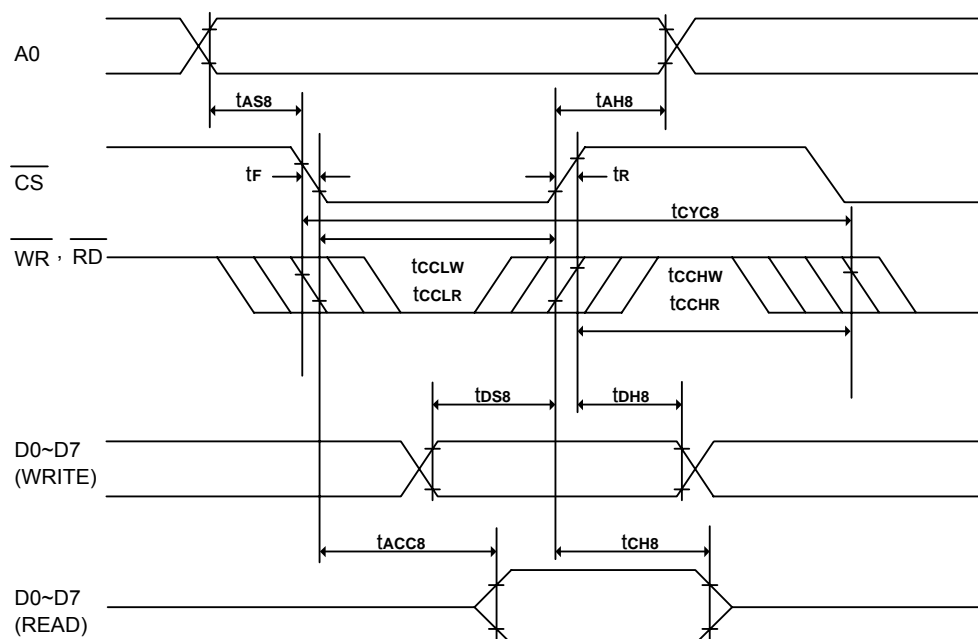 A0
tAS8
tAH8
CS
tF
tR
tCYC8
WR , RD
tCCLW
tCCHW
tCCLR
tCCHR
tDS8
tDH8
D0~D7
(WRITE)
tACC8
tCH8
D0~D7
(READ)